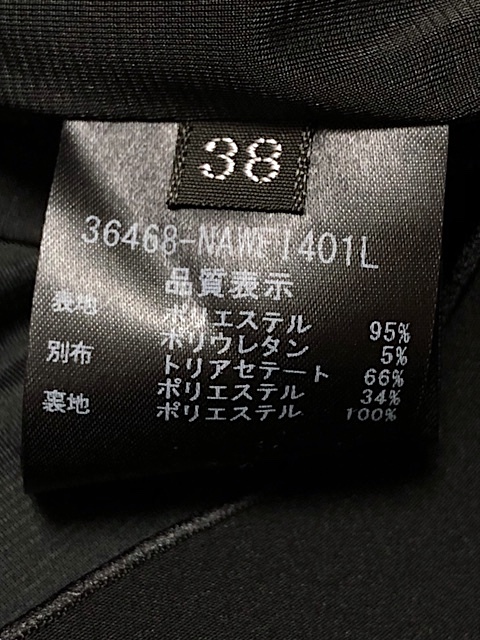 38
36468-NAWF1401L
品質表示
表地 ポリエステル 95%
ポリウレタン 5%
別布 トリアセテート 66%
ポリエステル 34%
裏地 ポリエステル 100%